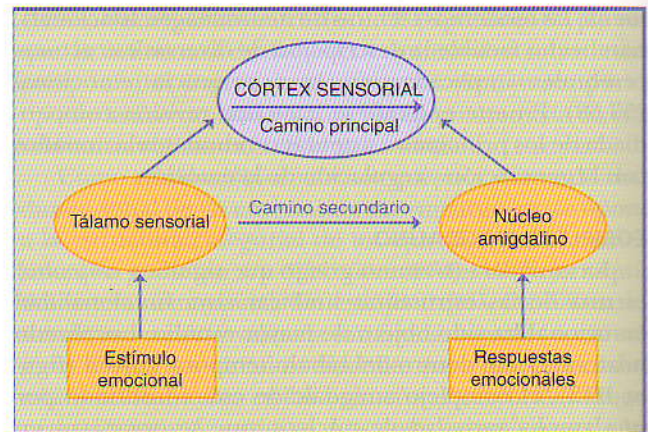 CÓRTEX SENSORIAL
Camino principal
Tálamo sensorial
Camino secundario
Núcleo
amigdalino
Estímulo
emocional
Respuestas
emocionales